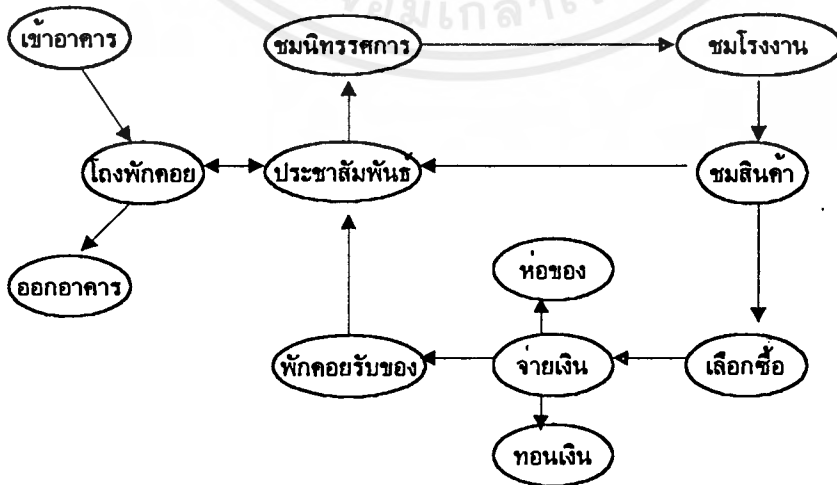 เข้าอาคาร
ชมนิทรรศการ
ชมโรงงาน
โถงพักคอย
ประชาสัมพันธ์
ชมสินค้า
ออกอาคาร
ห่อของ
พักคอยรับของ
จ่ายเงิน
เลือกซื้อ
ทอนเงิน